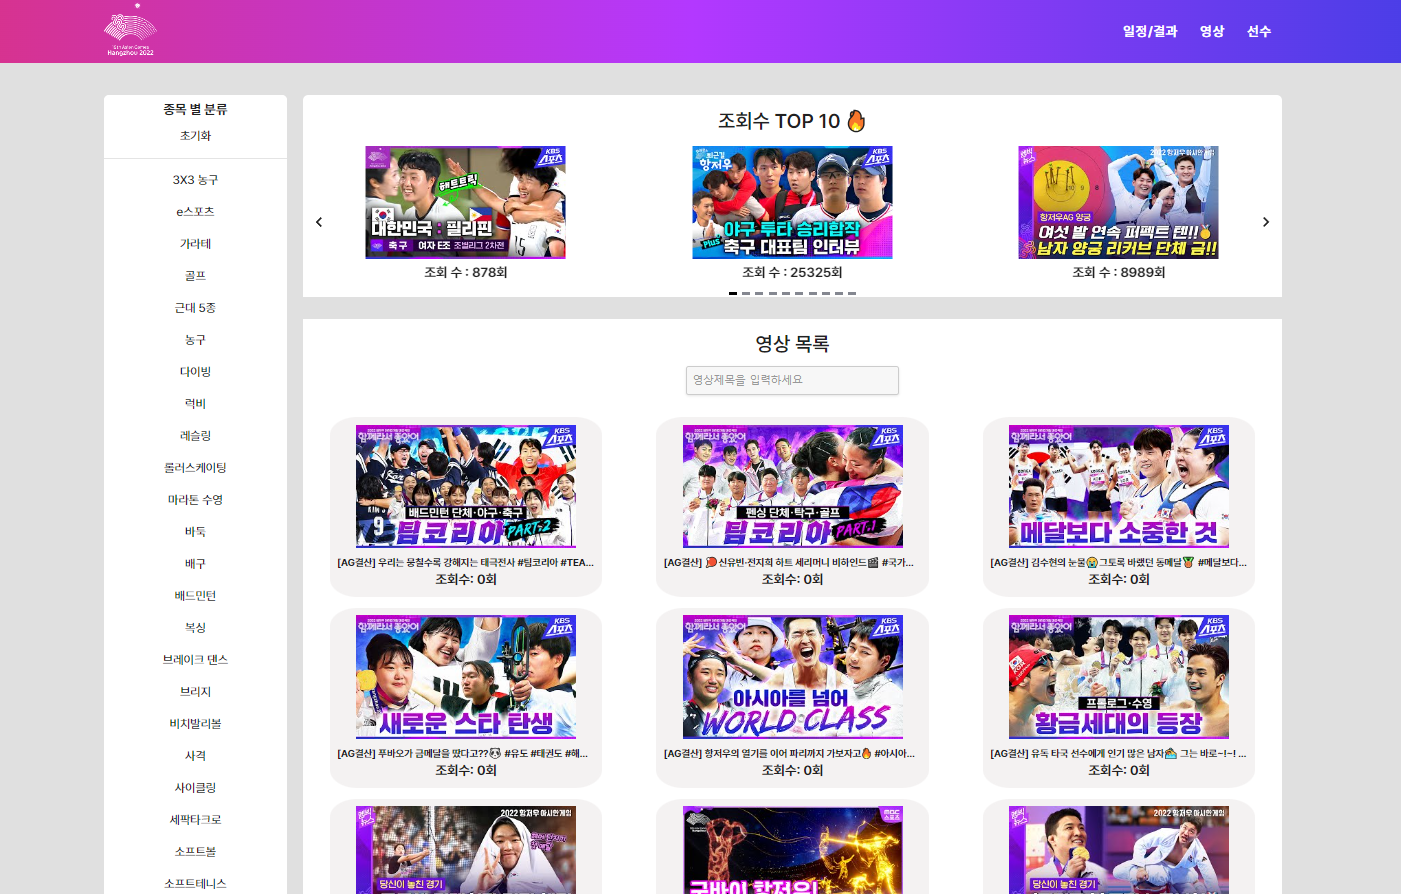 19th Asian Games
Hangzhou 2022
일정/결과
영상
선수
종목 별 분류
초기화
3X3 농구
e스포츠
가라테
골프
근대 5종
농구
다이빙
럭비
레슬링
롤러스케이팅
마라톤 수영
바둑
배구
배드민턴
복싱
브레이크 댄스
브리지
비치발리볼
사격
사이클링
세팍타크로
소프트볼
소프트테니스
조회수 TOP 10 🔥
KBS
스포츠
해트트릭
대한민국 : 필리핀
축구 여자 E조 조별리그 2차전
조회 수 : 878회
퇴근길
항저우
KBS
스포츠
Plus+
야구 투타 승리합작
축구 대표팀 인터뷰
조회 수 : 25325회
엠빅
뉴스
2022 항저우 아시안게임
항저우AG 양궁
여섯 발 연속 퍼펙트 텐!!🥇
남자 양궁 리커브 단체 금!!
조회 수 : 8989회
영상 목록
영상제목을 입력하세요
함께라서 좋았어
KBS
스포츠
배드민턴 단체·야구·축구
팀코리아 PART.2
[AG결산] 우리는 뭉칠수록 강해지는 태극전사 #팀코리아 #TEA...
조회수: 0회
함께라서 좋았어
KBS
스포츠
펜싱 단체·탁구·골프
팀코리아 PART.1
[AG결산] 🏓신유빈·전지희 하트 세리머니 비하인드🎬 #국가...
조회수: 0회
함께라서 좋았어
KBS
스포츠
메달보다 소중한 것
[AG결산] 김수현의 눈물😭그토록 바랬던 동메달🏅 #메달보다...
조회수: 0회
함께라서 좋았어
KBS
스포츠
새로운 스타 탄생
[AG결산] 푸바오가 금메달을 땄다고??🐼 #유도 #태권도 #해...
조회수: 0회
함께라서 좋았어
KBS
스포츠
아시아를 넘어
WORLD CLASS
[AG결산] 항저우의 열기를 이어 파리까지 가보자고🔥 #아시아...
조회수: 0회
함께라서 좋았어
KBS
스포츠
프롤로그·수영
황금세대의 등장
[AG결산] 유독 타국 선수에게 인기 많은 남자🏊 그는 바로~!~! ...
조회수: 0회
엠빅
뉴스
2022 항저우 아시안게임
당신이 놓친 경기
MBC
스포츠
굿바이 항저우!
엠빅
뉴스
2022 항저우 아시안게임
당신이 놓친 경기